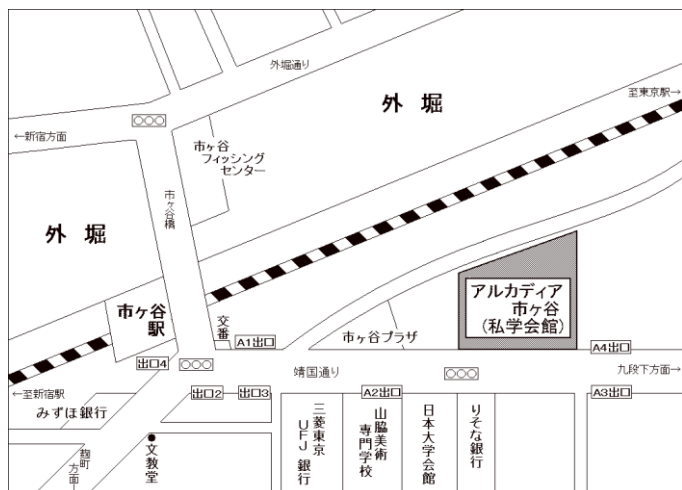 外堀通り
外 堀
至東京駅→
←新宿方面
市ヶ谷
フィッシング
センター
市ヶ谷橋
外 堀
アルカディア
市ヶ谷
(私学会館)
市ヶ谷
駅
交番
A1出口
市ヶ谷プラザ
A4出口
出口4
靖国通り
九段下方面→
←至新宿駅
出口2
出口3
A2出口
A3出口
みずほ銀行
麹町
方面
文教堂
三菱東京
UFJ 銀行
山脇美術
専門学校
日本大学会館
りそな銀行